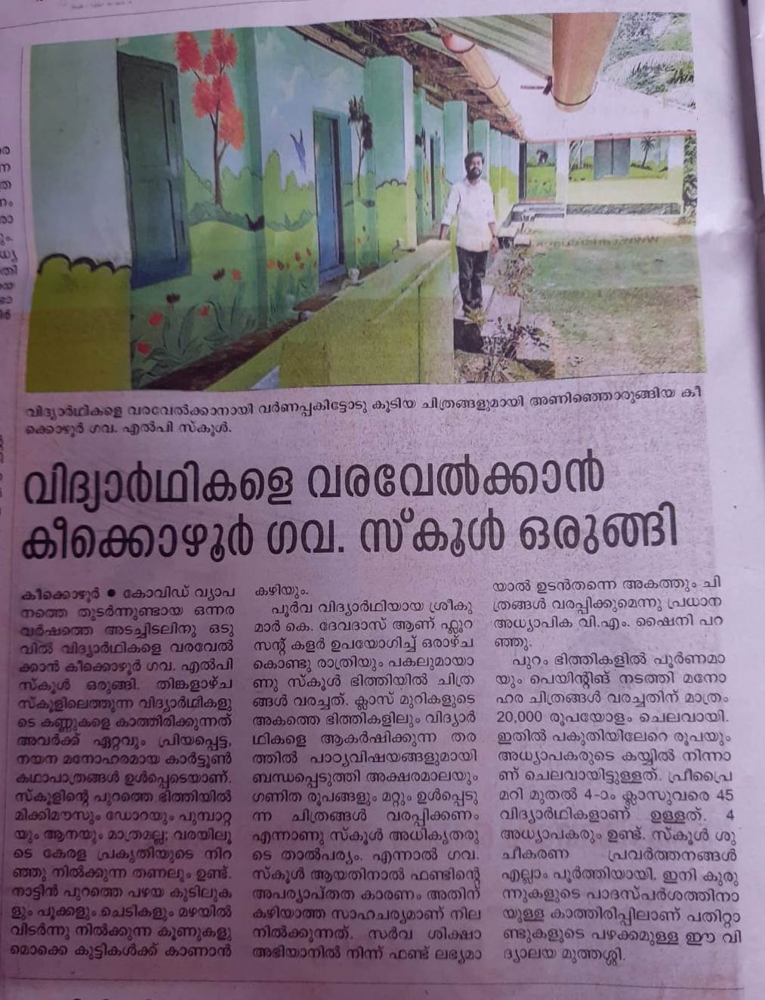 വിദ്യാർഥികളെ വരവേൽക്കാനായി വർണപ്പകിട്ടോടു കൂടിയ ചിത്രങ്ങളുമായി അണിഞ്ഞൊരുങ്ങിയ കീ
ക്കൊഴൂർ ഗവ. എൽപി സ്കൂൾ.
വിദ്യാർഥികളെ വരവേൽക്കാൻ
കീക്കൊഴൂർ ഗവ. സ്കൂൾ ഒരുങ്ങി
കീക്കൊഴൂർ ● കോവിഡ് വ്യാപ
നത്തെ തുടർന്നുണ്ടായ ഒന്നര
വർഷത്തെ അടച്ചിടലിനു ഒടു
വിൽ വിദ്യാർഥികളെ വരവേൽ
ക്കാൻ കീക്കൊഴൂർ ഗവ. എൽപി
സ്കൂൾ ഒരുങ്ങി. തിങ്കളാഴ്ച
സ്കൂളിലെത്തുന്ന വിദ്യാർഥികളു
ടെ കണ്ണുകളെ കാത്തിരിക്കുന്നത്
അവർക്ക് ഏറ്റവും പ്രിയപ്പെട്ട,
നയന മനോഹരമായ കാർട്ടൂൺ
കഥാപാത്രങ്ങൾ ഉൾപ്പെടെയാണ്.
സ്കൂളിന്റെ പുറത്തെ ഭിത്തിയിൽ
മിക്കിമൗസും ഡോറയും പൂമ്പാറ്റ
യും ആനയും മാത്രമല്ല; വരയിലൂ
ടെ കേരള പ്രകൃതിയുടെ നിറ
ഞ്ഞു നിൽക്കുന്ന തണലും ഉണ്ട്.
നാട്ടിൻ പുറത്തെ പഴയ കുടിലുക
ളും പൂക്കളും ചെടികളും മഴയിൽ
വിടർന്നു നിൽക്കുന്ന കൂണുകളു
മൊക്കെ കുട്ടികൾക്ക് കാണാൻ
കഴിയും.
പൂർവ വിദ്യാർഥിയായ ശ്രീകു
മാർ കെ. ദേവദാസ് ആണ് ഫ്ലൂറ
സന്റ് കളർ ഉപയോഗിച്ച് ഒരാഴ്ച
കൊണ്ടു രാത്രിയും പകലുമായാ
ണു സ്കൂൾ ഭിത്തിയിൽ ചിത്ര
ങ്ങൾ വരച്ചത്. ക്ലാസ് മുറികളുടെ
അകത്തെ ഭിത്തികളിലും വിദ്യാർ
ഥികളെ ആകർഷിക്കുന്ന തര
ത്തിൽ പാഠ്യവിഷയങ്ങളുമായി
ബന്ധപ്പെടുത്തി അക്ഷരമാലയും
ഗണിത രൂപങ്ങളും മറ്റും ഉൾപ്പെടു
ന്ന ചിത്രങ്ങൾ വരപ്പിക്കണം
എന്നാണു സ്കൂൾ അധികൃതരു
ടെ താൽപര്യം. എന്നാൽ ഗവ.
സ്കൂൾ ആയതിനാൽ ഫണ്ടിന്റെ
അപര്യാപ്തത കാരണം അതിന്
കഴിയാത്ത സാഹചര്യമാണ് നില
നിൽക്കുന്നത്. സർവ ശിക്ഷാ
അഭിയാനിൽ നിന്ന് ഫണ്ട് ലഭ്യമാ
യാൽ ഉടൻതന്നെ അകത്തും ചി
ത്രങ്ങൾ വരപ്പിക്കുമെന്നു പ്രധാന
അധ്യാപിക വി.എം. ഷൈനി പറ
ഞ്ഞു.
പുറം ഭിത്തികളിൽ പൂർണമാ
യും പെയിന്റിങ് നടത്തി മനോ
ഹര ചിത്രങ്ങൾ വരച്ചതിന് മാത്രം
20,000 രൂപയോളം ചെലവായി.
ഇതിൽ പകുതിയിലേറെ രൂപയും
അധ്യാപകരുടെ കയ്യിൽ നിന്നാ
ണ് ചെലവായിട്ടുള്ളത്. പ്രീപ്രൈ
മറി മുതൽ 4-ാം ക്ലാസുവരെ 45
വിദ്യാർഥികളാണ് ഉള്ളത്. 4
അധ്യാപകരും ഉണ്ട്. സ്കൂൾ ശു
ചീകരണ പ്രവർത്തനങ്ങൾ
എല്ലാം പൂർത്തിയായി. ഇനി കുരു
ന്നുകളുടെ പാദസ്പർശത്തിനാ
യുള്ള കാത്തിരിപ്പിലാണ് പതിറ്റാ
ണ്ടുകളുടെ പഴക്കമുള്ള ഈ വി
ദ്യാലയ മുത്തശ്ശി.